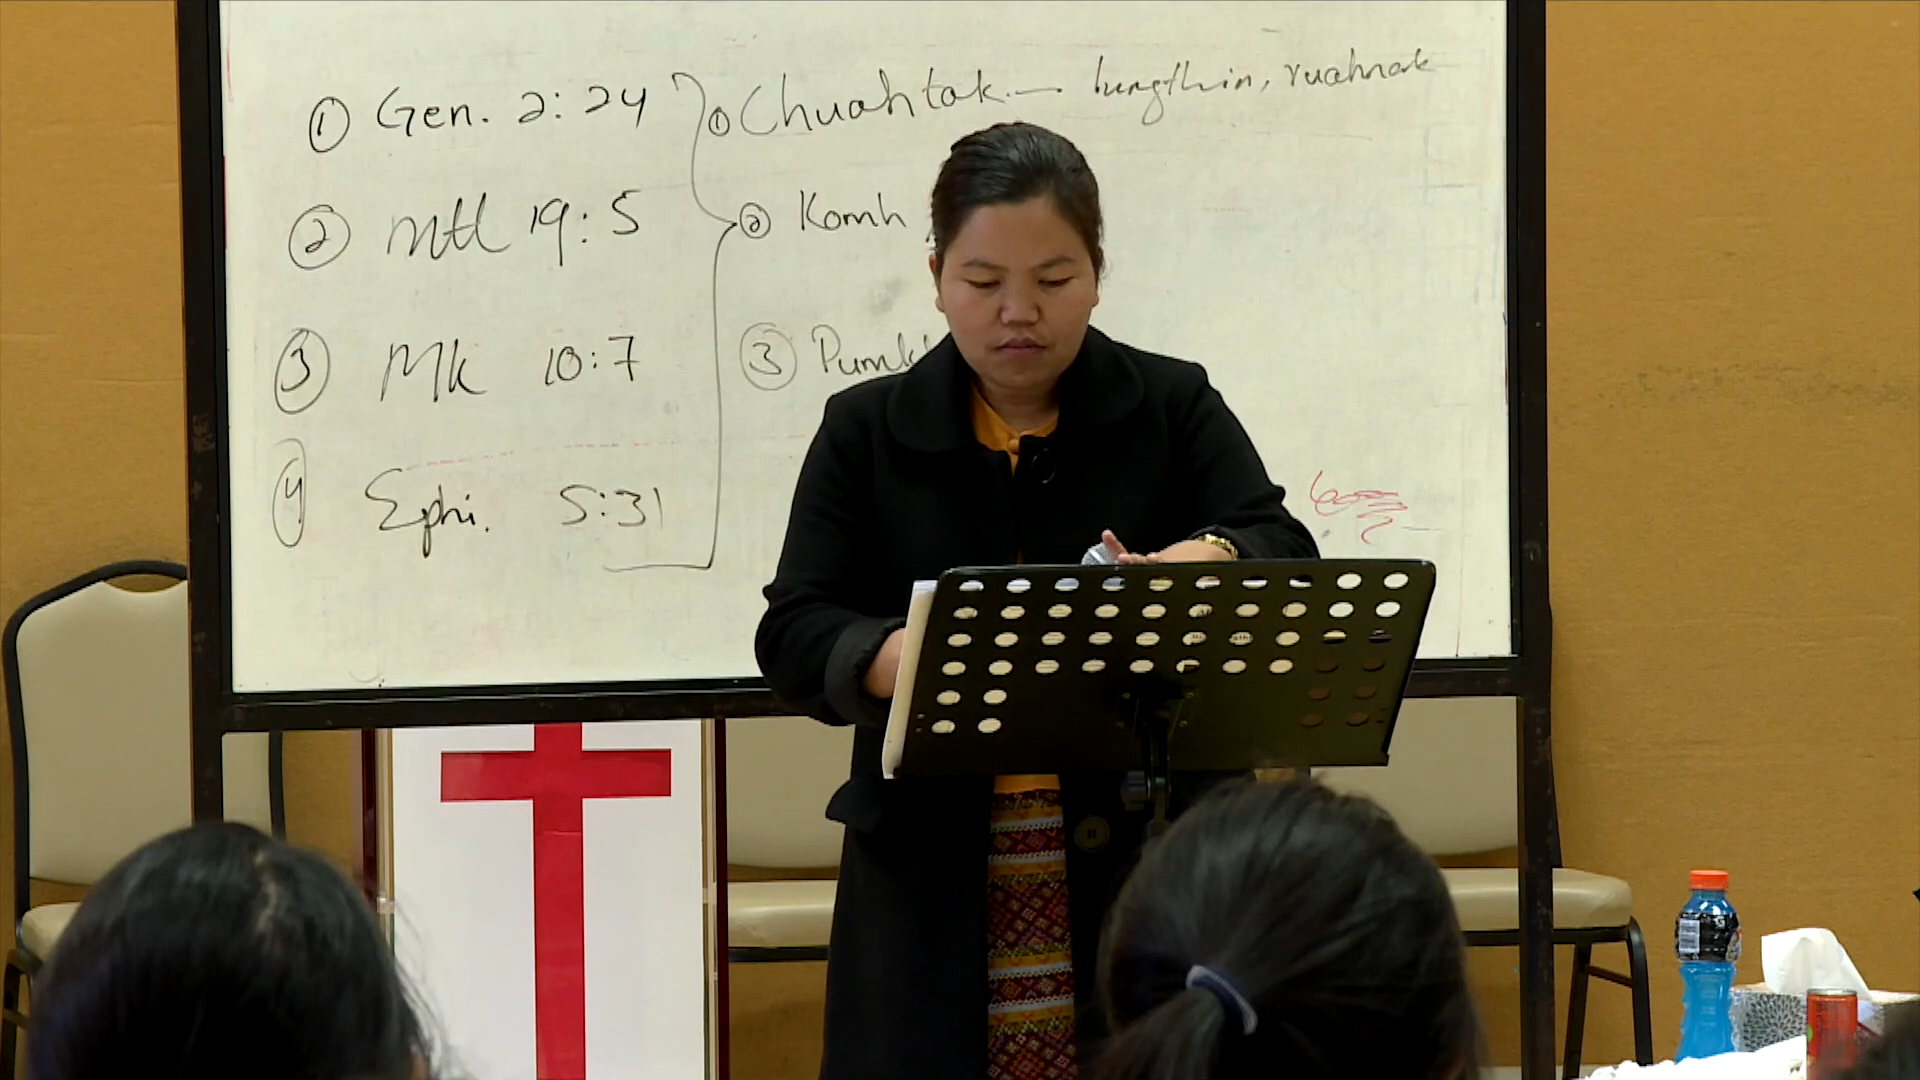 ① Gen. 2:24
② Mtt 19:5
③ Mk 10:7
④ Ephi. 5:31
① Chuahtak — lungthin, ruahnak
② Komh
③ Pumk